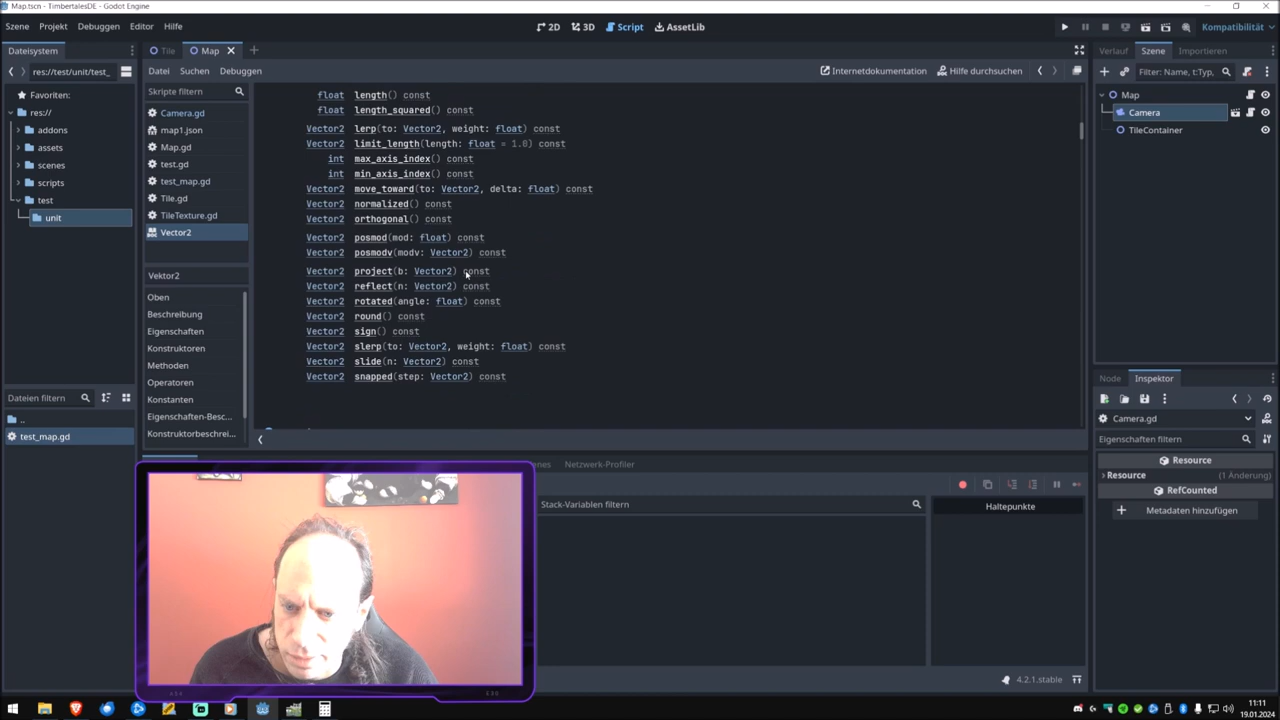 Map.tscn - TimbertalesDE - Godot Engine
Szene Projekt Debuggen Editor Hilfe
2D 3D Script AssetLib
Kompatibilität
Dateisystem
Tile Map
Verlauf Szene Importieren
res://test/unit/test_
Datei Suchen Debuggen
Internetdokumentation Hilfe durchsuchen
Filter: Name, t:Typ,
Favoriten:
res://
addons
assets
scenes
scripts
test
unit
Dateien filtern
..
test_map.gd
Skripte filtern
Camera.gd
map1.json
Map.gd
test.gd
test_map.gd
Tile.gd
TileTexture.gd
Vector2
Vektor2
Oben
Beschreibung
Eigenschaften
Konstruktoren
Methoden
Operatoren
Konstanten
Eigenschaften-Besc...
Konstruktorbeschrei...
float length() const
float length_squared() const
Vector2 lerp(to: Vector2, weight: float) const
Vector2 limit_length(length: float = 1.0) const
int max_axis_index() const
int min_axis_index() const
Vector2 move_toward(to: Vector2, delta: float) const
Vector2 normalized() const
Vector2 orthogonal() const
Vector2 posmod(mod: float) const
Vector2 posmodv(modv: Vector2) const
Vector2 project(b: Vector2) const
Vector2 reflect(n: Vector2) const
Vector2 rotated(angle: float) const
Vector2 round() const
Vector2 sign() const
Vector2 slerp(to: Vector2, weight: float) const
Vector2 slide(n: Vector2) const
Vector2 snapped(step: Vector2) const
Map
Camera
TileContainer
Node Inspektor
Camera.gd
Eigenschaften filtern
Resource
Resource (1 Änderung)
RefCounted
Metadaten hinzufügen
Netzwerk-Profiler
Stack-Variablen filtern
Haltepunkte
4.2.1.stable
11:11
19.01.2024